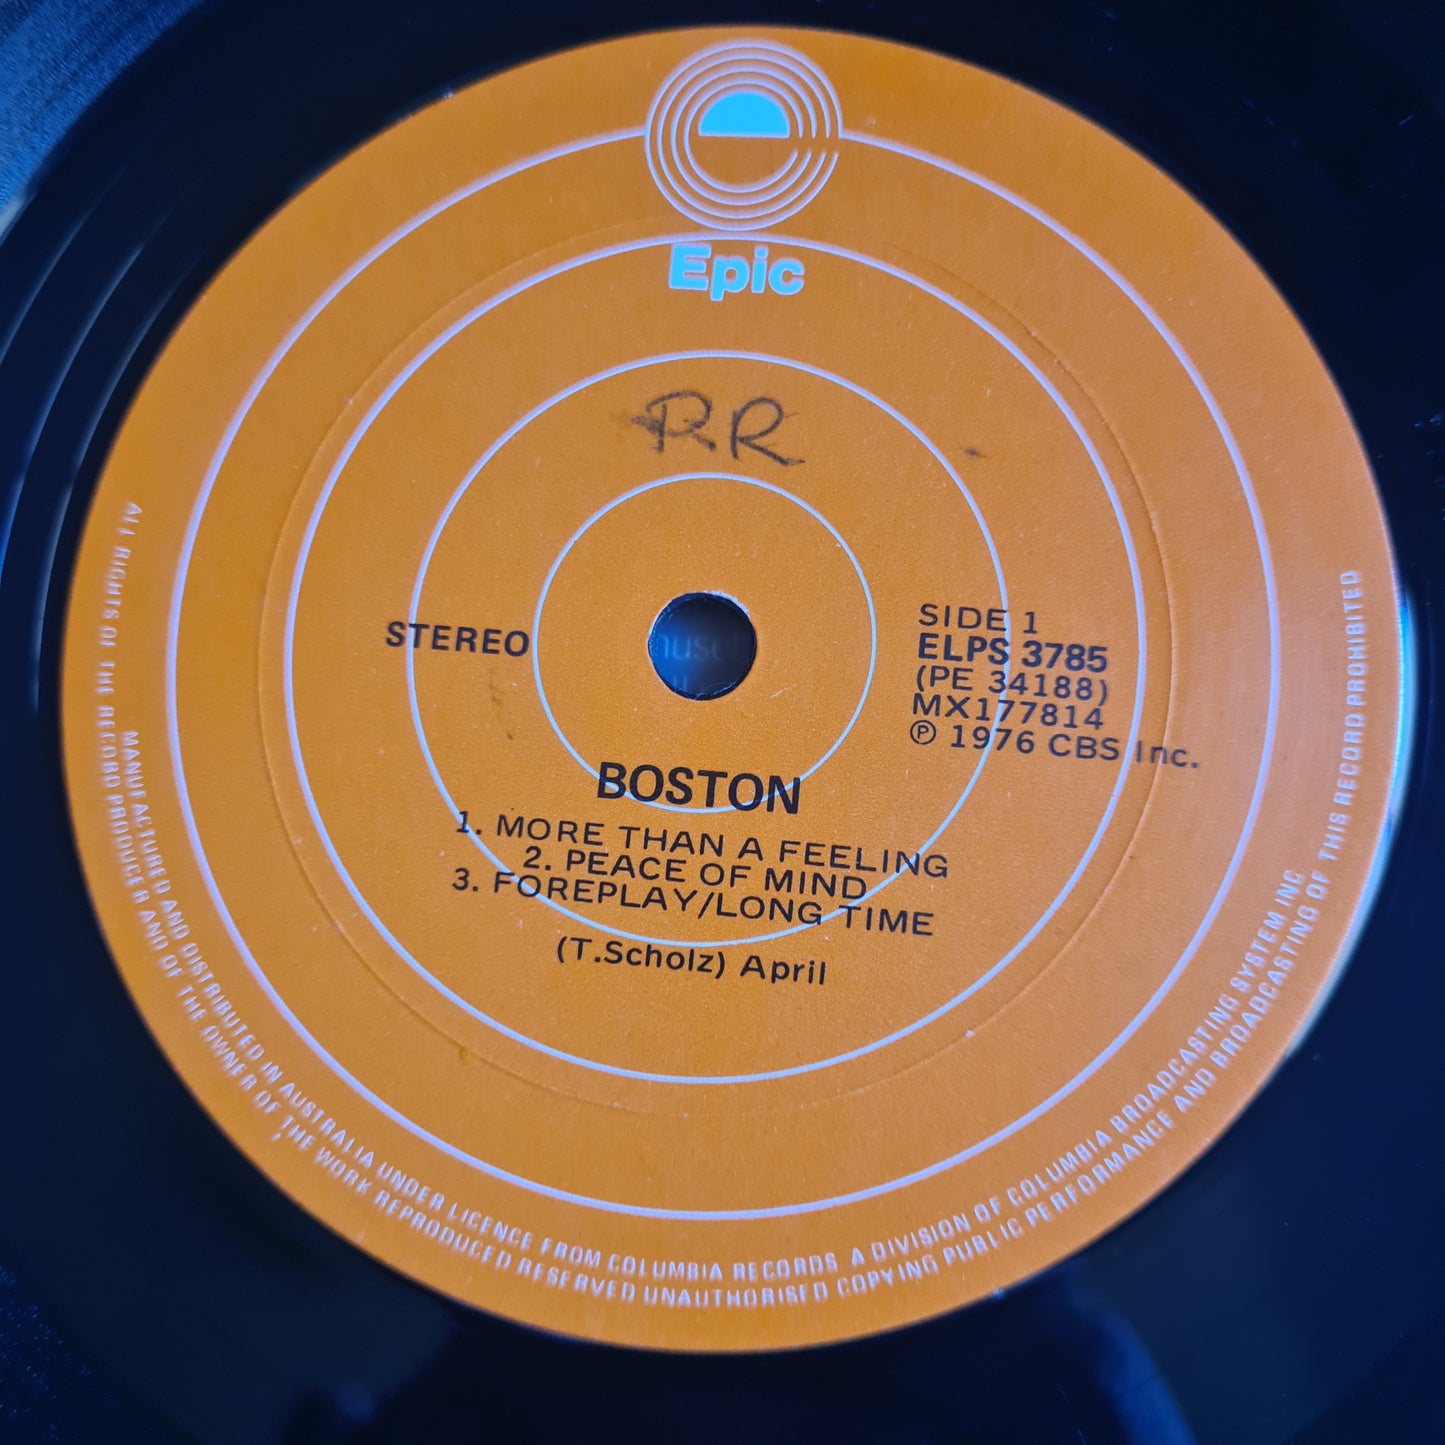 Epic
RR
STEREO
SIDE 1
ELPS 3785
(PE 34188)
MX177814
℗ 1976 CBS Inc.
BOSTON
1. MORE THAN A FEELING
2. PEACE OF MIND
3. FOREPLAY/LONG TIME
(T.Scholz) April
MANUFACTURED AND DISTRIBUTED IN AUSTRALIA UNDER LICENCE FROM COLUMBIA RECORDS A DIVISION OF COLUMBIA BROADCASTING SYSTEM INC
ALL RIGHTS OF THE RECORD PRODUCER AND OF THE OWNER OF THE WORK REPRODUCED RESERVED UNAUTHORISED COPYING PUBLIC PERFORMANCE AND BROADCASTING OF THIS RECORD PROHIBITED